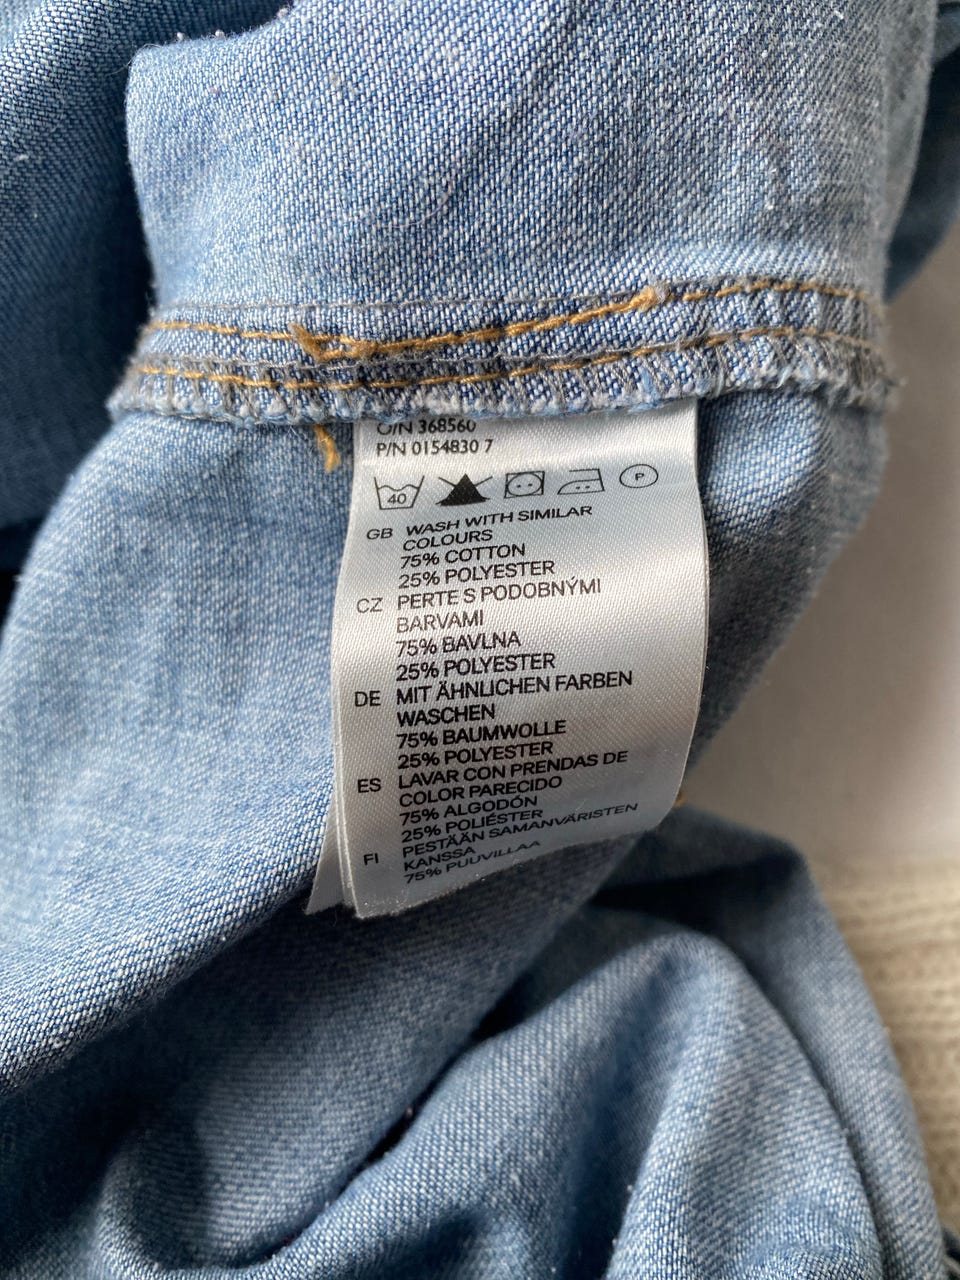 O/N 368560
P/N 0154830 7
40 P
GB WASH WITH SIMILAR
COLOURS
75% COTTON
25% POLYESTER
CZ PERTE S PODOBNÝMI
BARVAMI
75% BAVLNA
25% POLYESTER
DE MIT ÄHNLICHEN FARBEN
WASCHEN
75% BAUMWOLLE
25% POLYESTER
ES LAVAR CON PRENDAS DE
COLOR PARECIDO
75% ALGODÓN
25% POLIÉSTER
FI PESTÄÄN SAMANVÄRISTEN
KANSSA
75% PUUVILLAA